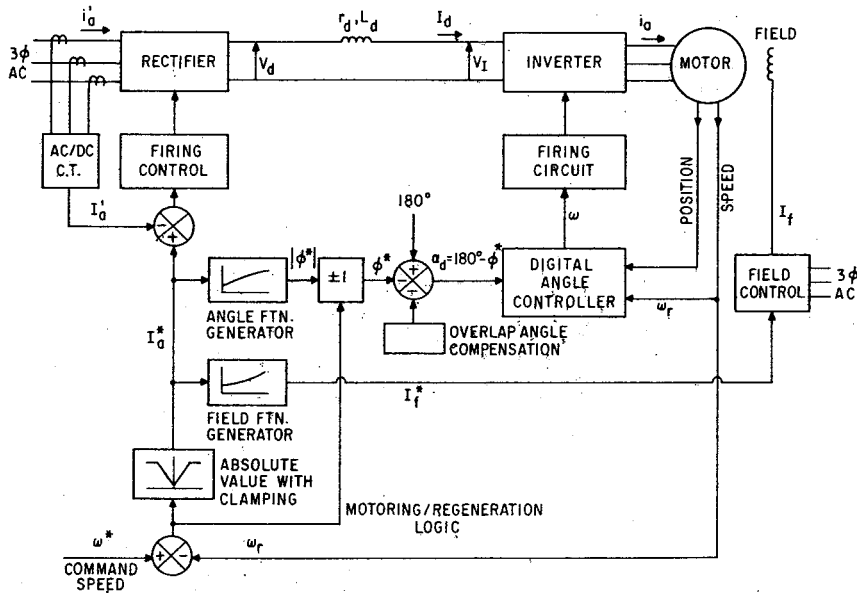 i'a
3ϕ
AC
RECTIFIER
Vd
rd, Ld
Id
VI
INVERTER
ia
MOTOR
FIELD
AC/DC
C.T.
FIRING
CONTROL
FIRING
CIRCUIT
POSITION
SPEED
I'a
-
+
180°
ω
If
|ϕ*|
±1
ϕ*
+
-
-
αd=180°-ϕ*
DIGITAL
ANGLE
CONTROLLER
FIELD
CONTROL
3ϕ
AC
ANGLE FTN.
GENERATOR
OVERLAP ANGLE
COMPENSATION
ωr
I*a
FIELD FTN.
GENERATOR
I*f
ABSOLUTE
VALUE WITH
CLAMPING
MOTORING/REGENERATION
LOGIC
ω*
COMMAND
SPEED
+
-
ωr